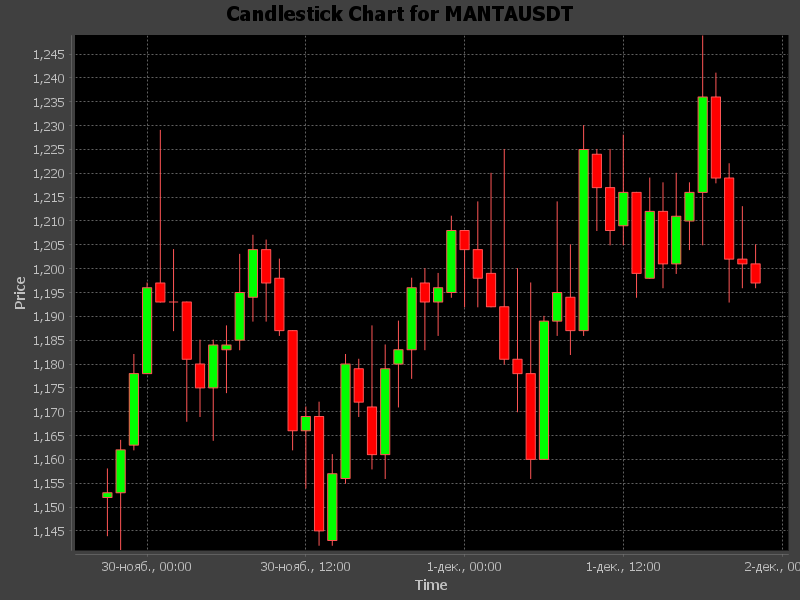 Candlestick Chart for MANTAUSDT
1,245
1,240
1,235
1,230
1,225
1,220
1,215
1,210
1,205
1,200
1,195
1,190
1,185
1,180
1,175
1,170
1,165
1,160
1,155
1,150
1,145
Price
30-нояб., 00:00
30-нояб., 12:00
1-дек., 00:00
1-дек., 12:00
2-дек., 00
Time